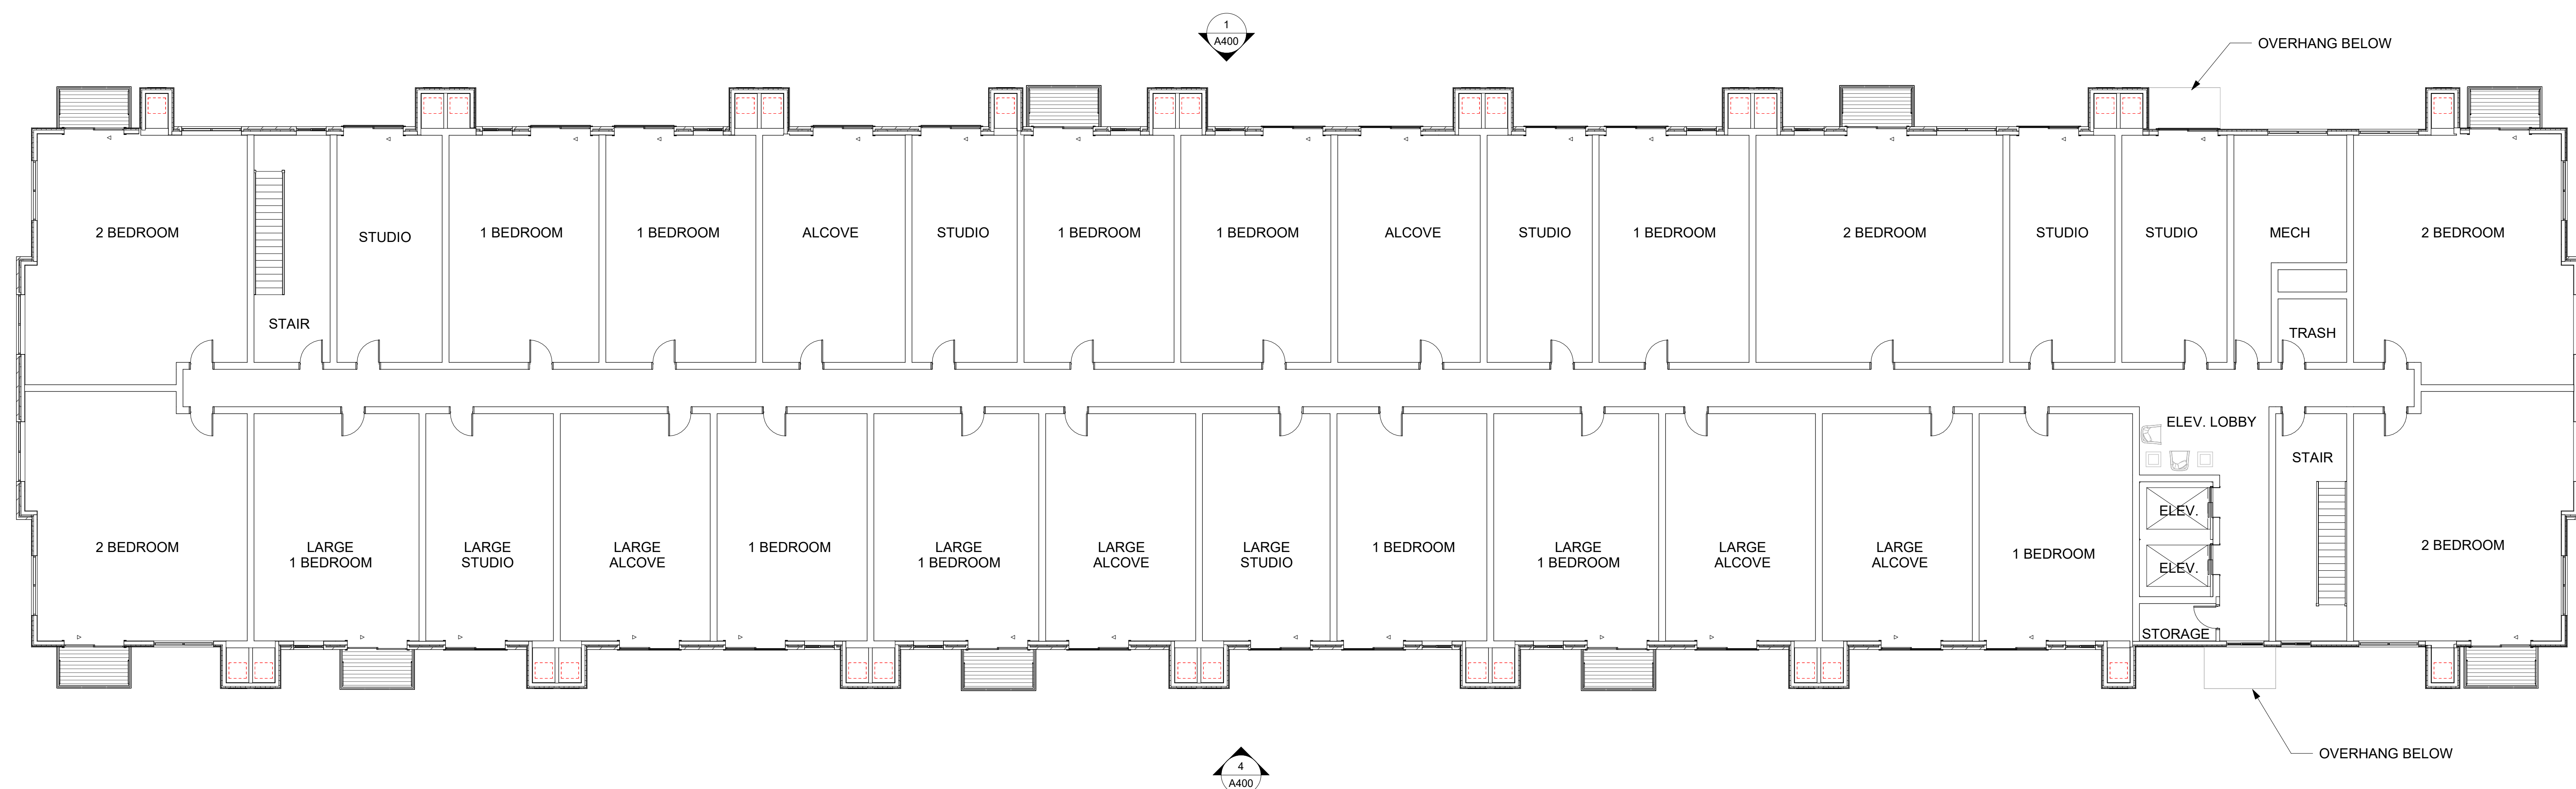 1
A400
OVERHANG BELOW
2 BEDROOM
STAIR
STUDIO
1 BEDROOM
1 BEDROOM
ALCOVE
STUDIO
1 BEDROOM
1 BEDROOM
ALCOVE
STUDIO
1 BEDROOM
2 BEDROOM
STUDIO
STUDIO
MECH
TRASH
2 BEDROOM
ELEV. LOBBY
STAIR
2 BEDROOM
LARGE
1 BEDROOM
LARGE
STUDIO
LARGE
ALCOVE
1 BEDROOM
LARGE
1 BEDROOM
LARGE
ALCOVE
LARGE
STUDIO
1 BEDROOM
LARGE
1 BEDROOM
LARGE
ALCOVE
LARGE
ALCOVE
1 BEDROOM
ELEV.
ELEV.
STORAGE
2 BEDROOM
OVERHANG BELOW
4
A400